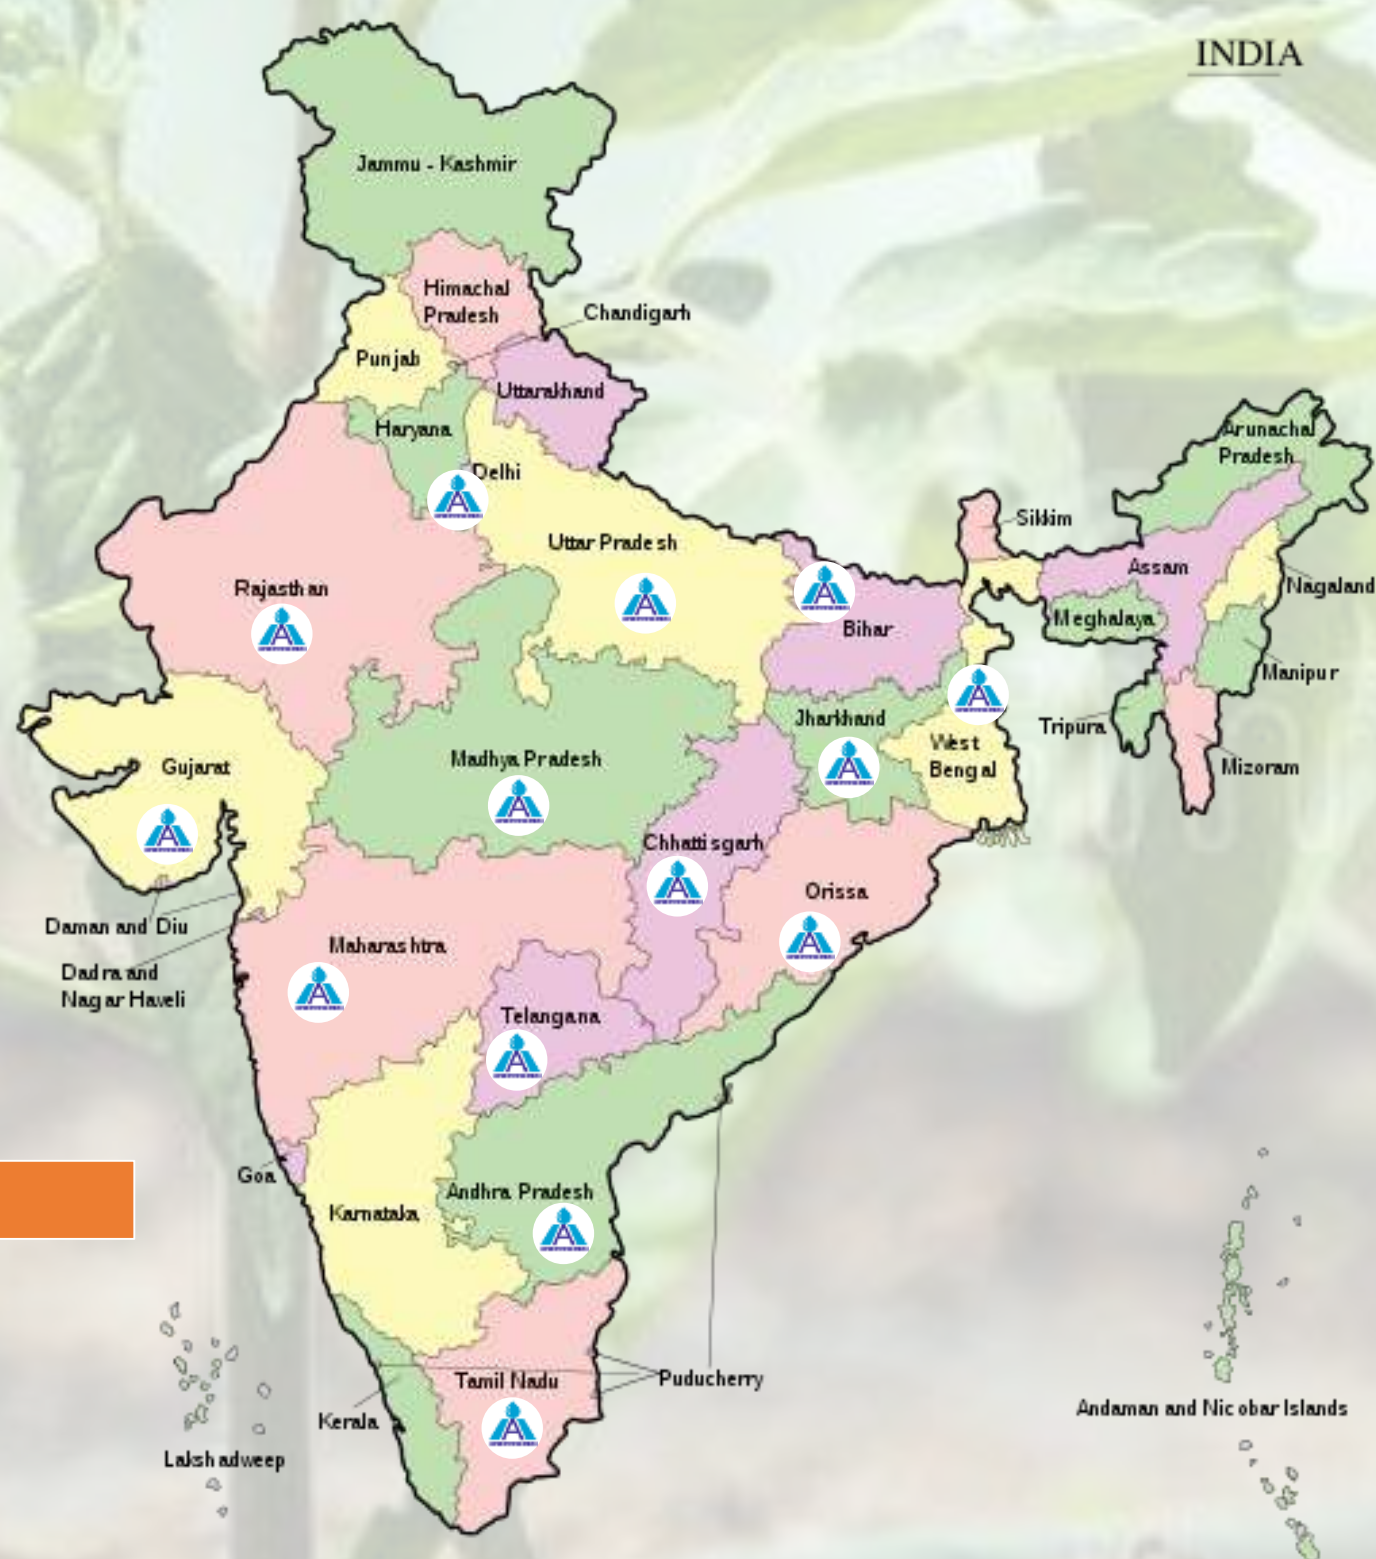 INDIA
Jammu - Kashmir
Himachal
Pradesh
Chandigarh
Punjab
Uttarakhand
Haryana
Delhi
Arunachal
Pradesh
Sikkim
Uttar Pradesh
Assam
Nagaland
Rajasthan
Meghalaya
Bihar
Manipur
Jharkhand
Tripura
West
Bengal
Madhya Pradesh
Gujarat
Mizoram
Chhattisgarh
Orissa
Daman and Diu
Maharashtra
Dadra and
Nagar Haveli
Telangana
Goa
Andhra Pradesh
Karnataka
Puducherry
Tamil Nadu
Kerala
Andaman and Nicobar Islands
Lakshadweep
A
A
A
A
A
A
A
A
A
A
A
A
A
A